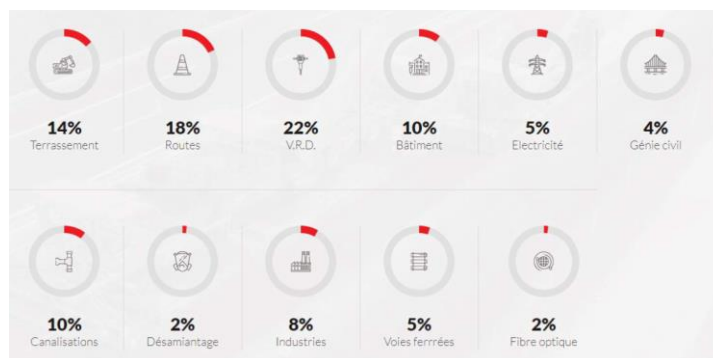 14%
Terrassement
18%
Routes
22%
V.R.D.
10%
Bâtiment
5%
Electricité
4%
Génie civil
10%
Canalisations
2%
Désamiantage
8%
Industries
5%
Voies ferrrées
2%
Fibre optique